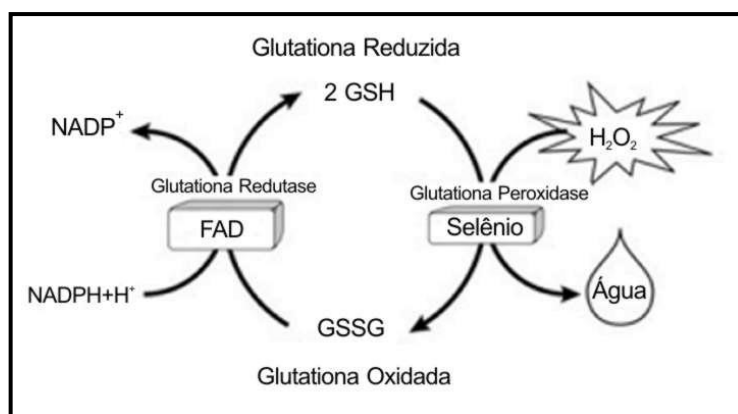 Glutationa Reduzida
2 GSH
NADP⁺
H₂O₂
Glutationa Redutase
Glutationa Peroxidase
FAD
Selênio
NADPH+H⁺
Água
GSSG
Glutationa Oxidada